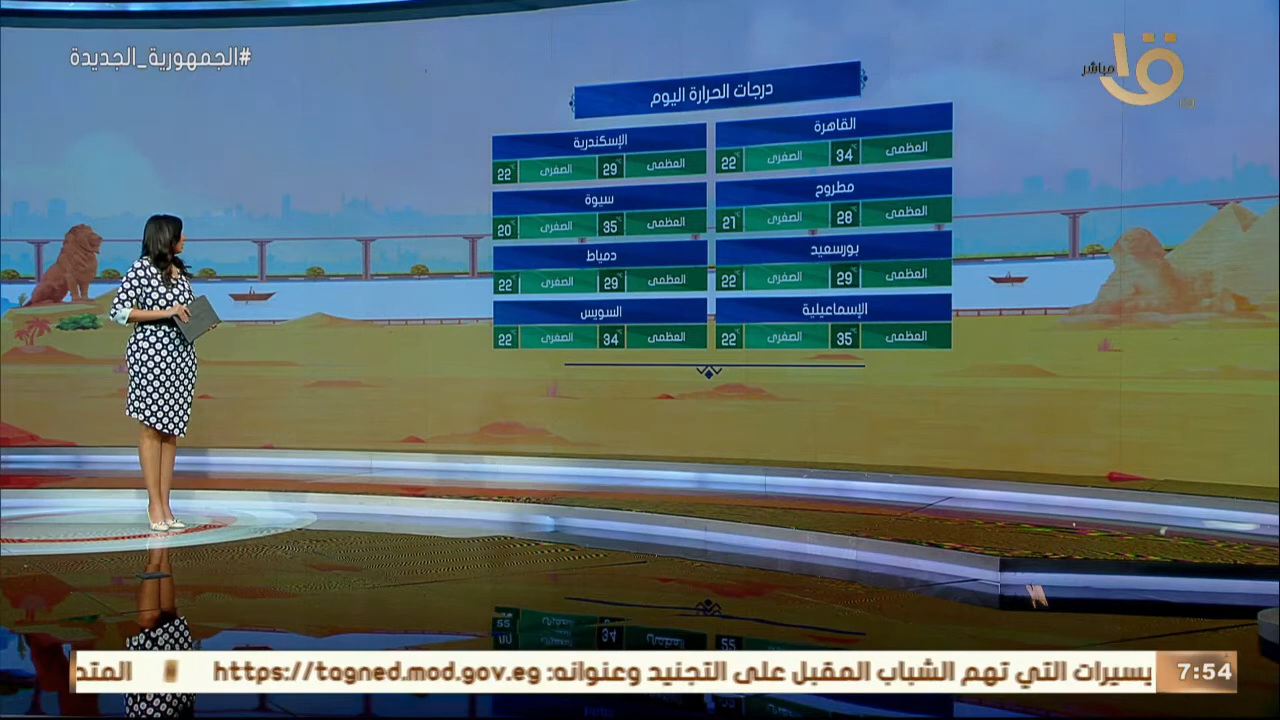 #الجمهورية_الجديدة
مباشر
درجات الحرارة اليوم
القاهرة
العظمى 34 الصغرى 22
الإسكندرية
العظمى 29 الصغرى 22
مطروح
العظمى 28 الصغرى 21
سيوة
العظمى 35 الصغرى 20
بورسعيد
العظمى 29 الصغرى 22
دمياط
العظمى 29 الصغرى 22
الإسماعيلية
العظمى 35 الصغرى 22
السويس
العظمى 34 الصغرى 22
7:54 يسيرات التي تهم الشباب المقبل على التجنيد وعنوانه: https://tagned.mod.gov.eg المتد